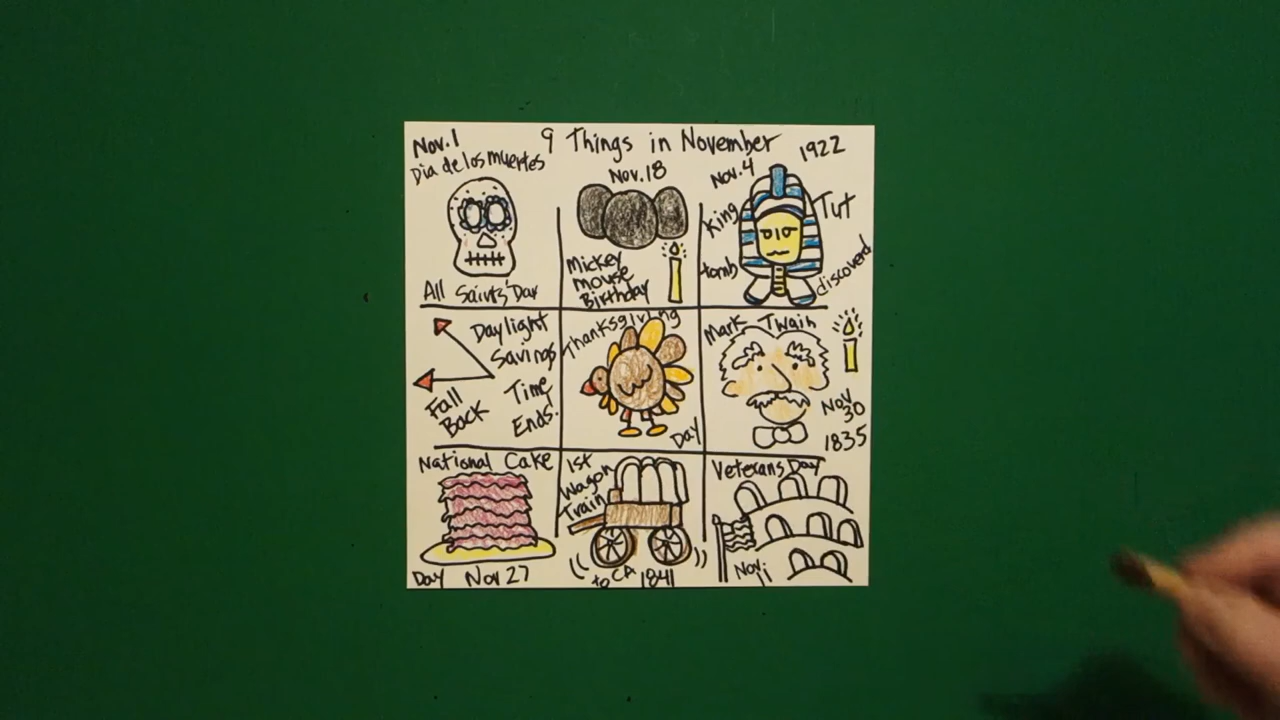 9 Things in November
Nov. 1
Dia de los muertes
All Saints' Day
Nov. 18
Mickey
Mouse
Birthday
1922
Nov. 4
King Tut
tomb discoverd
Daylight
Savings
Time
Ends.
Fall
Back
Thanksgiving
Day
Mark Twain
Nov
30
1835
National Cake
Day Nov 27
1st
Wagon
Train
to CA 1841
Veterans Day
Nov.
11